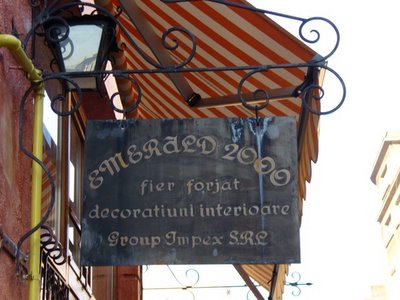 EMERALD 2000
fier forjat
decoratiuni interioare
Group Impex SRL